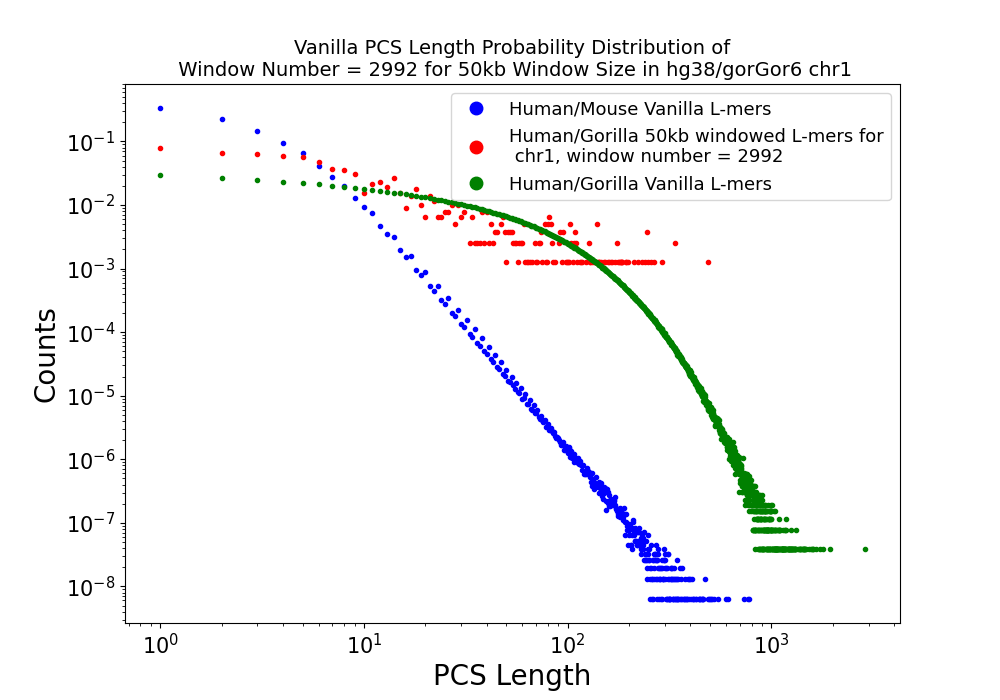 Vanilla PCS Length Probability Distribution of
Window Number = 2992 for 50kb Window Size in hg38/gorGor6 chr1
Human/Mouse Vanilla L-mers
Human/Gorilla 50kb windowed L-mers for
chr1, window number = 2992
Human/Gorilla Vanilla L-mers
Counts
10⁻¹
10⁻²
10⁻³
10⁻⁴
10⁻⁵
10⁻⁶
10⁻⁷
10⁻⁸
10⁰ 10¹ 10² 10³
PCS Length